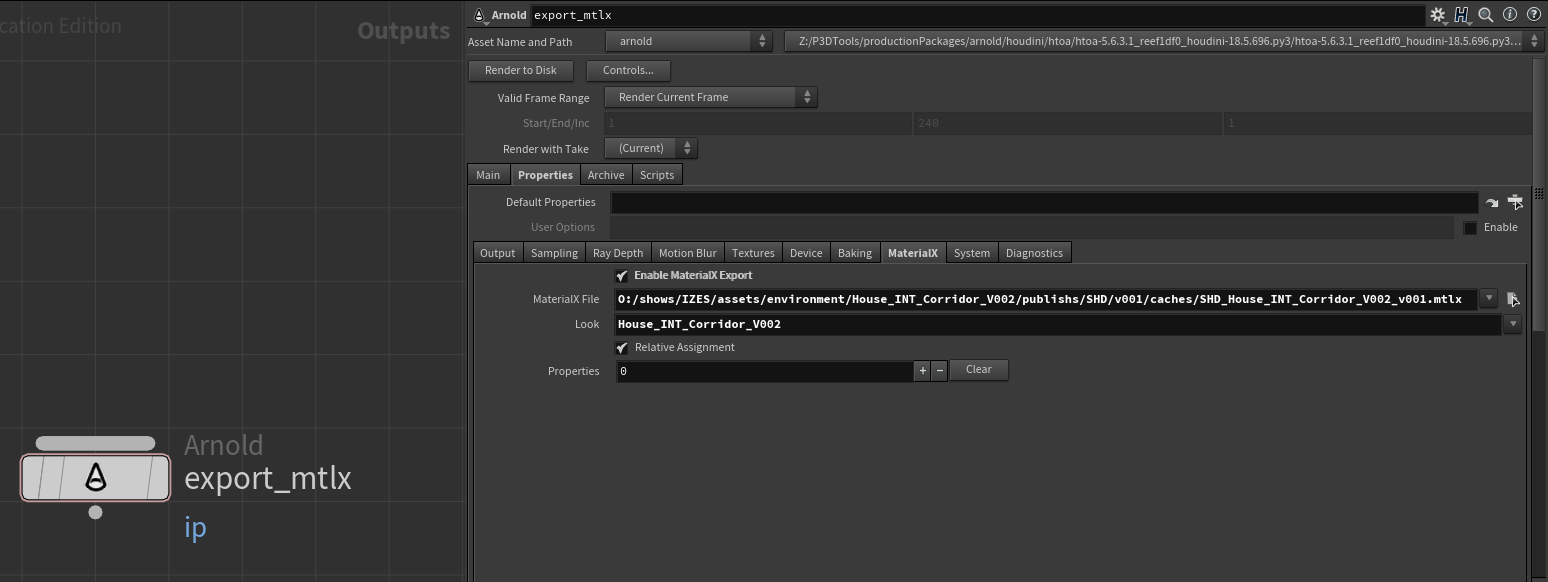 cation Edition
Outputs
Arnold
export_mtlx
ip
Arnold export_mtlx
Asset Name and Path arnold Z:/P3DTools/productionPackages/arnold/houdini/htoa/htoa-5.6.3.1_reef1df0_houdini-18.5.696.py3/htoa-5.6.3.1_reef1df0_houdini-18.5.696.py3...
Render to Disk Controls...
Valid Frame Range Render Current Frame
Start/End/Inc 1 240 1
Render with Take (Current)
Main Properties Archive Scripts
Default Properties
User Options Enable
Output Sampling Ray Depth Motion Blur Textures Device Baking MaterialX System Diagnostics
Enable MaterialX Export
MaterialX File O:/shows/IZES/assets/environment/House_INT_Corridor_V002/publishs/SHD/v001/caches/SHD_House_INT_Corridor_V002_v001.mtlx
Look House_INT_Corridor_V002
Relative Assignment
Properties 0 + − Clear